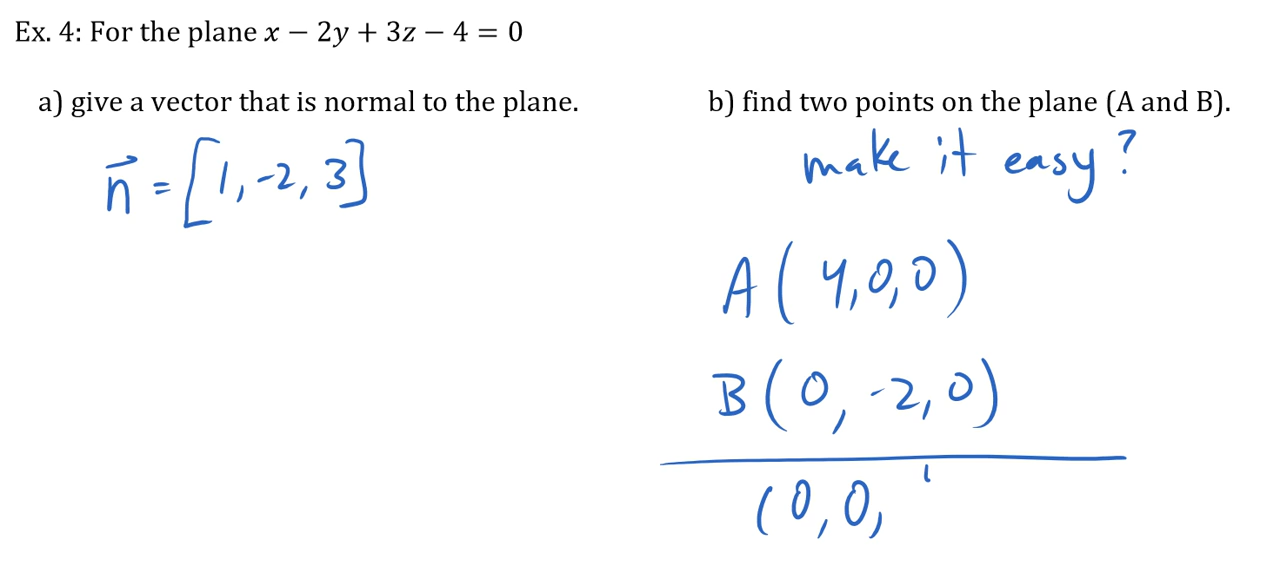 Ex. 4: For the plane x − 2y + 3z − 4 = 0
a) give a vector that is normal to the plane.
n⃗ = [1, -2, 3]
b) find two points on the plane (A and B).
make it easy?
A(4,0,0)
B(0,-2,0)
(0,0,